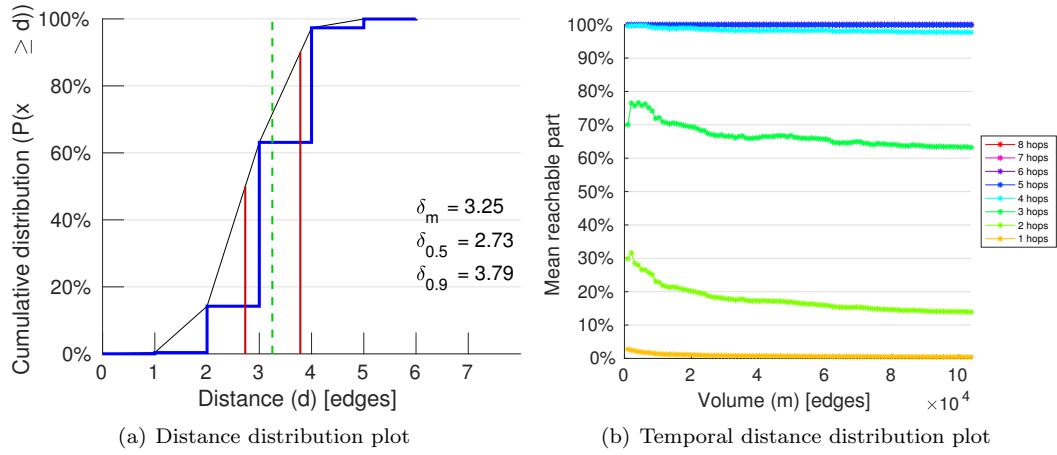 Cumulative distribution (P(x ≥ d))
100%
80%
60%
40%
20%
0%
δm = 3.25
δ0.5 = 2.73
δ0.9 = 3.79
0 1 2 3 4 5 6 7
Distance (d) [edges]
(a) Distance distribution plot
Mean reachable part
100%
90%
80%
70%
60%
50%
40%
30%
20%
10%
0%
8 hops
7 hops
6 hops
5 hops
4 hops
3 hops
2 hops
1 hops
0 2 4 6 8 10
Volume (m) [edges]
×10^4
(b) Temporal distance distribution plot